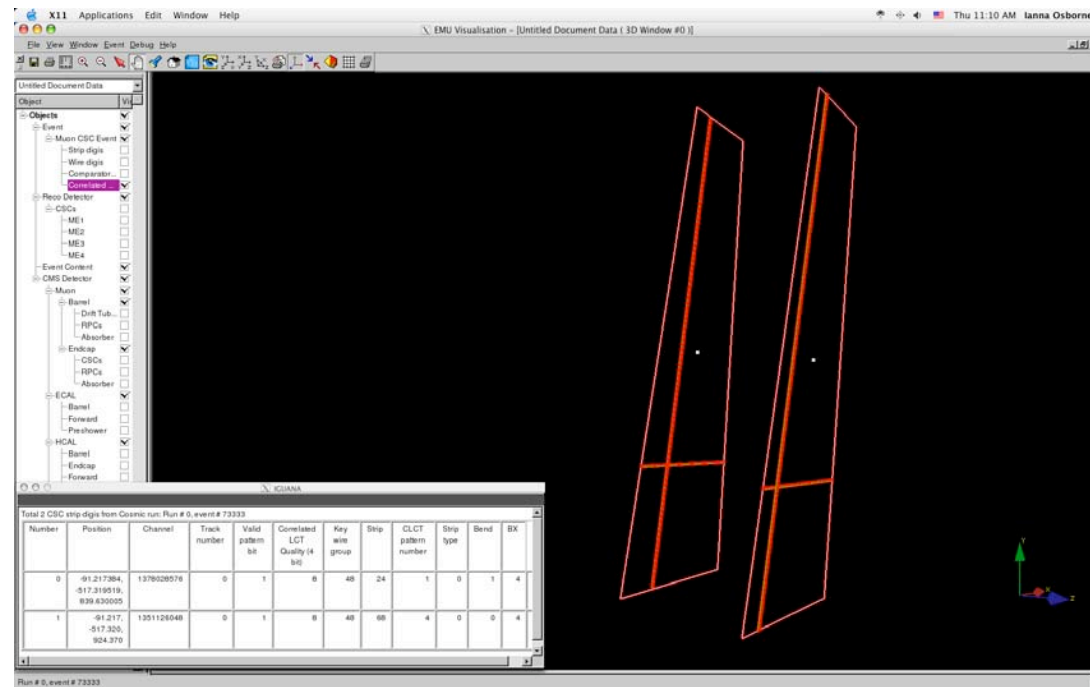 X11 Applications Edit Window Help
Thu 11:10 AM Ianna Osborne
EMU Visualisation - [Untitled Document Data ( 3D Window #0 )]
File View Window Event Debug Help
Untitled Document Data
Object
Objects
Event
Muon CSC Event
Strip digis
Wire digis
Comparator...
Correlated ...
Reco Detector
CSCs
ME1
ME2
ME3
ME4
Event Content
CMS Detector
Muon
Barrel
Drift Tub...
RPCs
Absorber
Endcap
CSCs
RPCs
Absorber
ECAL
Barrel
Forward
Preshower
HCAL
Barrel
Endcap
Forward
IGUANA
Total 2 CSC strip digis from Cosmic run: Run # 0, event # 73333
Number Position Channel Track number Valid pattern bit Correlated LCT Quality (4 bit) Key wire group Strip CLCT pattern number Strip type Bend BX
0 -91.217384, -517.319519, 839.630005 1378028576 0 1 48 24 1 0 1 4
1 -91.217, -517.320, 924.370 1351126048 0 1 48 68 4 0 0 4
Y
X
Z
Run # 0, event # 73333